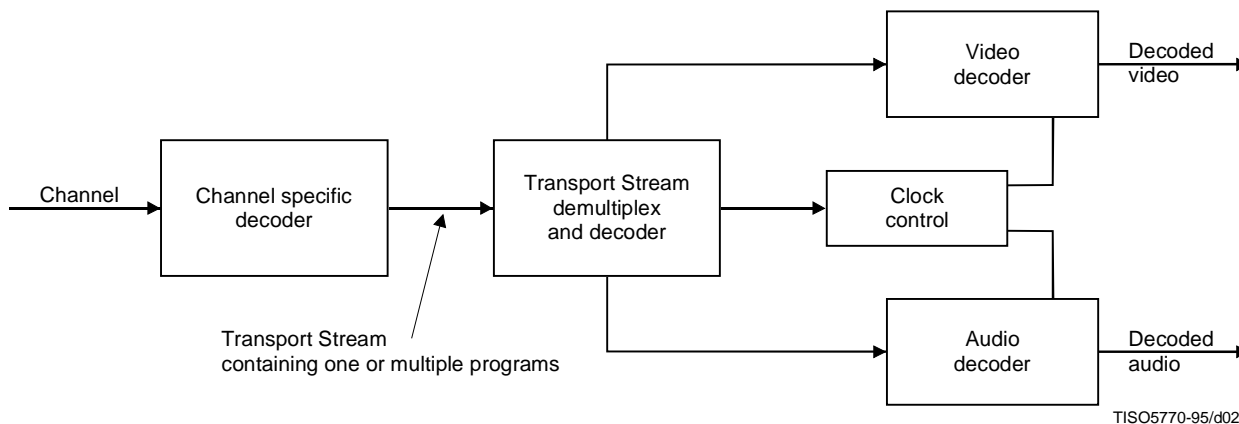 Channel
Channel specific
decoder
Transport Stream
containing one or multiple programs
Transport Stream
demultiplex
and decoder
Video
decoder
Decoded
video
Clock
control
Audio
decoder
Decoded
audio
TISO5770-95/d02